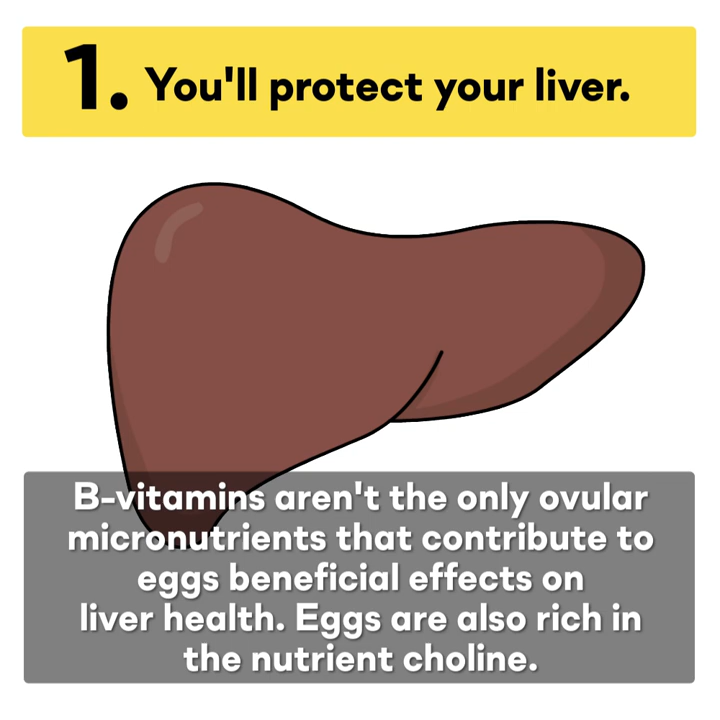 1. You'll protect your liver.
B-vitamins aren't the only ovular
micronutrients that contribute to
eggs beneficial effects on
liver health. Eggs are also rich in
the nutrient choline.